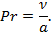 Pr = ν/a.